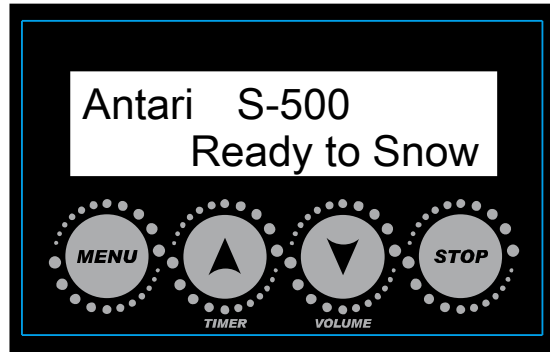 Antari S-500
Ready to Snow
MENU
STOP
TIMER
VOLUME